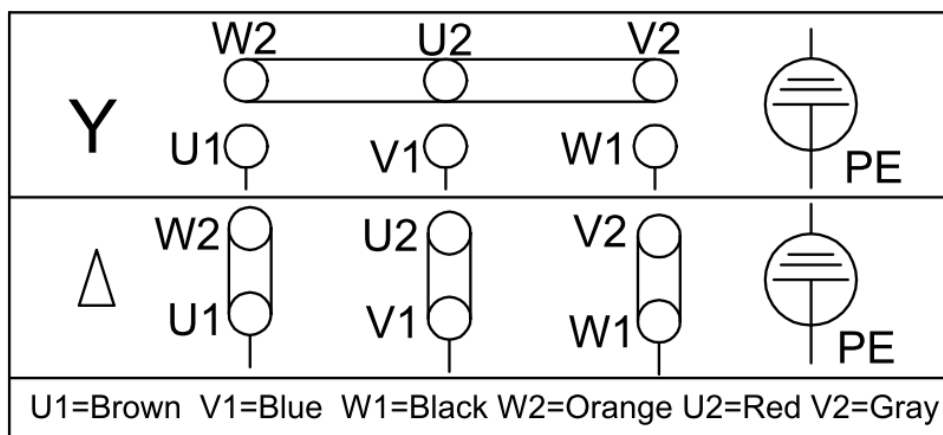 W2 U2 V2
Y
U1 V1 W1 PE
W2 U2 V2
△
U1 V1 W1 PE
U1=Brown V1=Blue W1=Black W2=Orange U2=Red V2=Gray